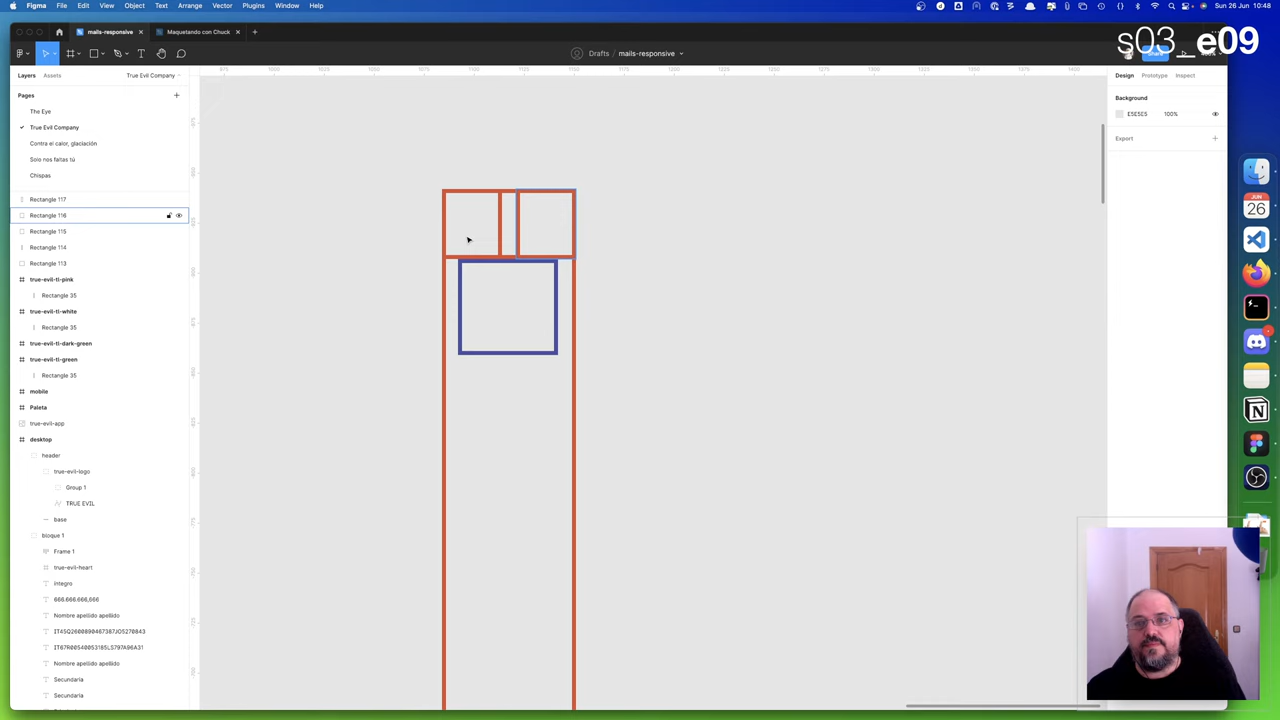 Figma File Edit View Object Text Arrange Vector Plugins Window Help
Sun 26 Jun 10:48
mails-responsive
Maquetando con Chuck
s03 e09
Drafts / mails-responsive
Share
Layers Assets True Evil Company
Design Prototype Inspect
Pages
The Eye
True Evil Company
Contra el calor, glaciación
Solo nos faltas tú
Chispas
Background
E5E5E5 100%
Export
Rectangle 117
Rectangle 116
Rectangle 115
Rectangle 114
Rectangle 113
true-evil-ti-pink
Rectangle 35
true-evil-ti-white
Rectangle 35
true-evil-ti-dark-green
true-evil-ti-green
Rectangle 35
mobile
Paleta
true-evil-app
desktop
header
true-evil-logo
Group 1
TRUE EVIL
base
bloque 1
Frame 1
true-evil-heart
Integro
666.666.666,666
Nombre apellido apellido
Nombre apellido apellido
Secundaria
Secundaria
JUN
26